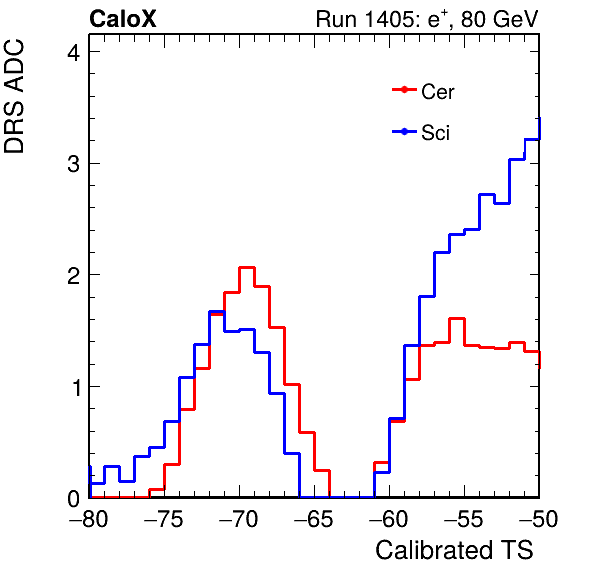 CaloX Run 1405: e⁺, 80 GeV
DRS ADC
4
Cer
Sci
3
2
1
0
−80 −75 −70 −65 −60 −55 −50
Calibrated TS